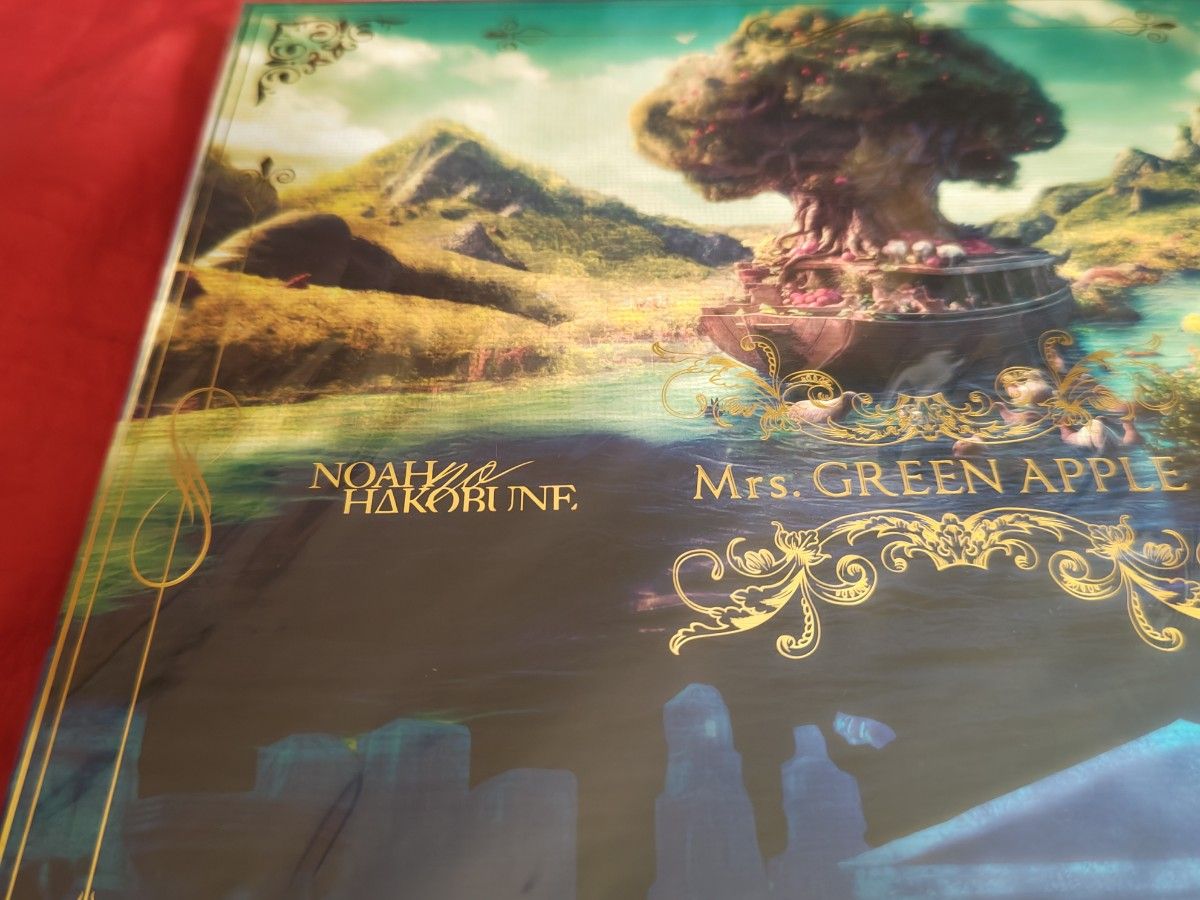 NOAH no
HAKOBUNE
Mrs. GREEN APPLE